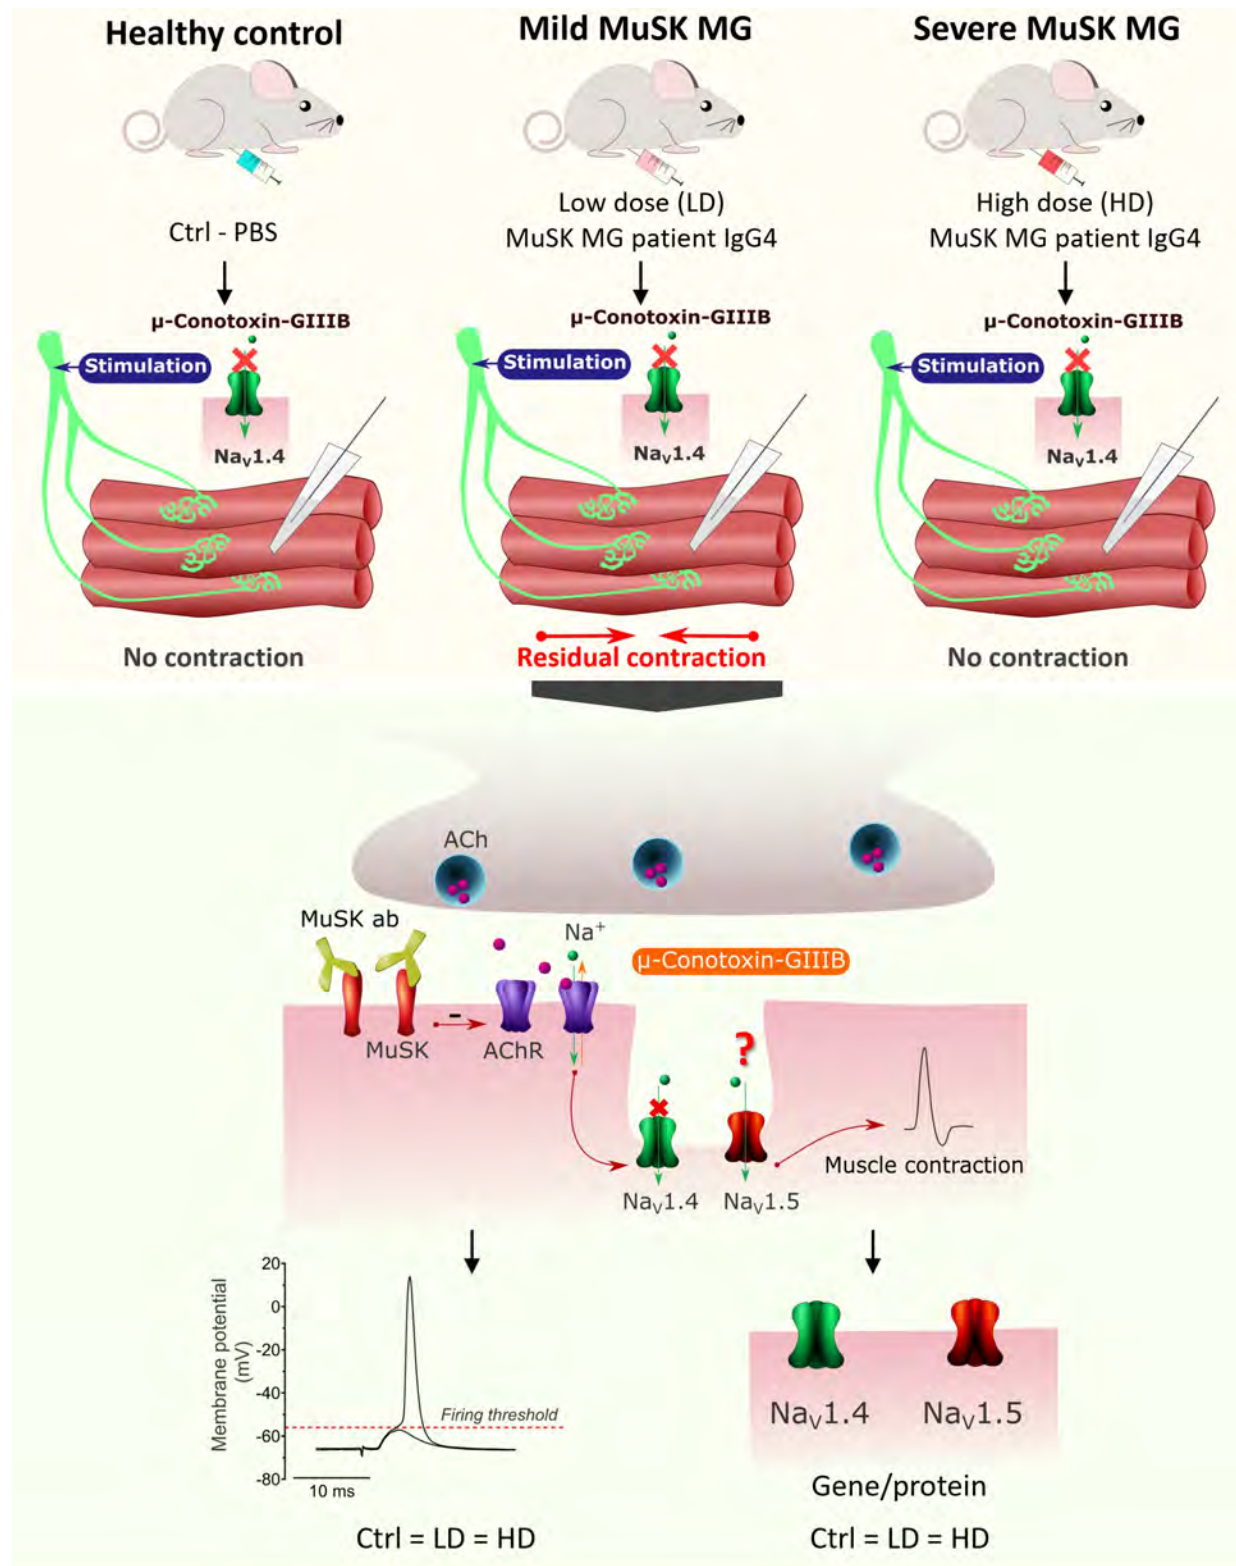 Healthy control
Mild MuSK MG
Severe MuSK MG
Ctrl - PBS
Low dose (LD)
MuSK MG patient IgG4
High dose (HD)
MuSK MG patient IgG4
µ-Conotoxin-GIIIB
Stimulation
NaV1.4
µ-Conotoxin-GIIIB
Stimulation
NaV1.4
µ-Conotoxin-GIIIB
Stimulation
NaV1.4
No contraction
Residual contraction
No contraction
ACh
MuSK ab
Na+
µ-Conotoxin-GIIIB
-
MuSK
AChR
?
NaV1.4
NaV1.5
Muscle contraction
Membrane potential
(mV)
20
0
-20
-40
-60
-80
Firing threshold
10 ms
Ctrl = LD = HD
NaV1.4
NaV1.5
Gene/protein
Ctrl = LD = HD